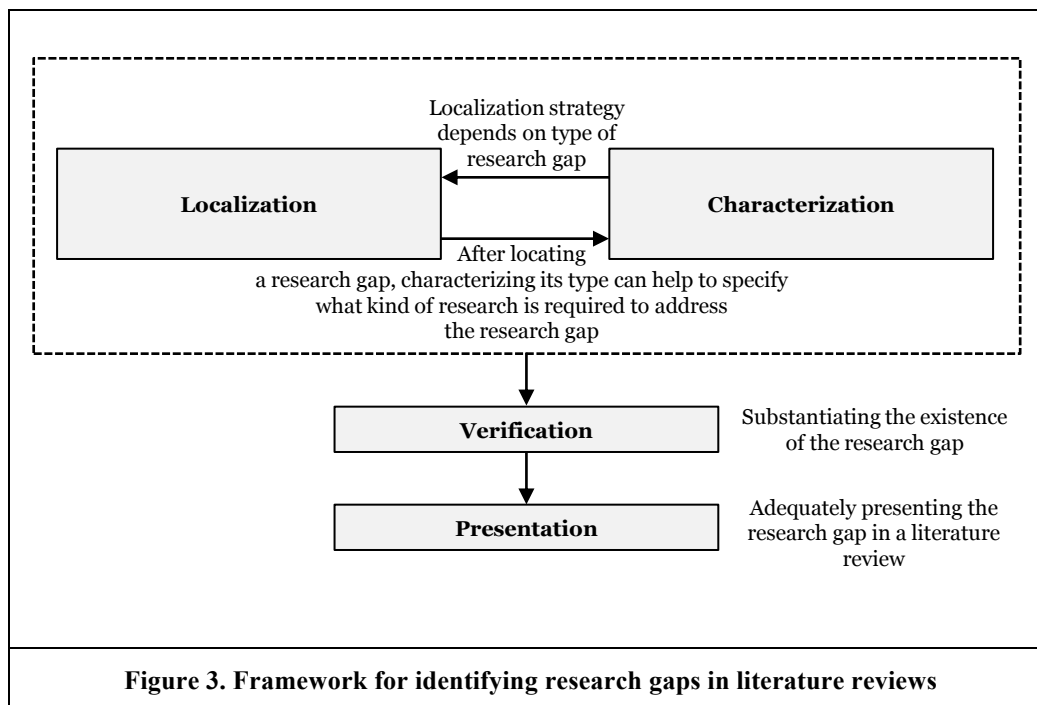 Localization strategy
depends on type of
research gap
Localization
Characterization
After locating
a research gap, characterizing its type can help to specify
what kind of research is required to address
the research gap
Verification
Substantiating the existence
of the research gap
Presentation
Adequately presenting the
research gap in a literature
review
Figure 3. Framework for identifying research gaps in literature reviews